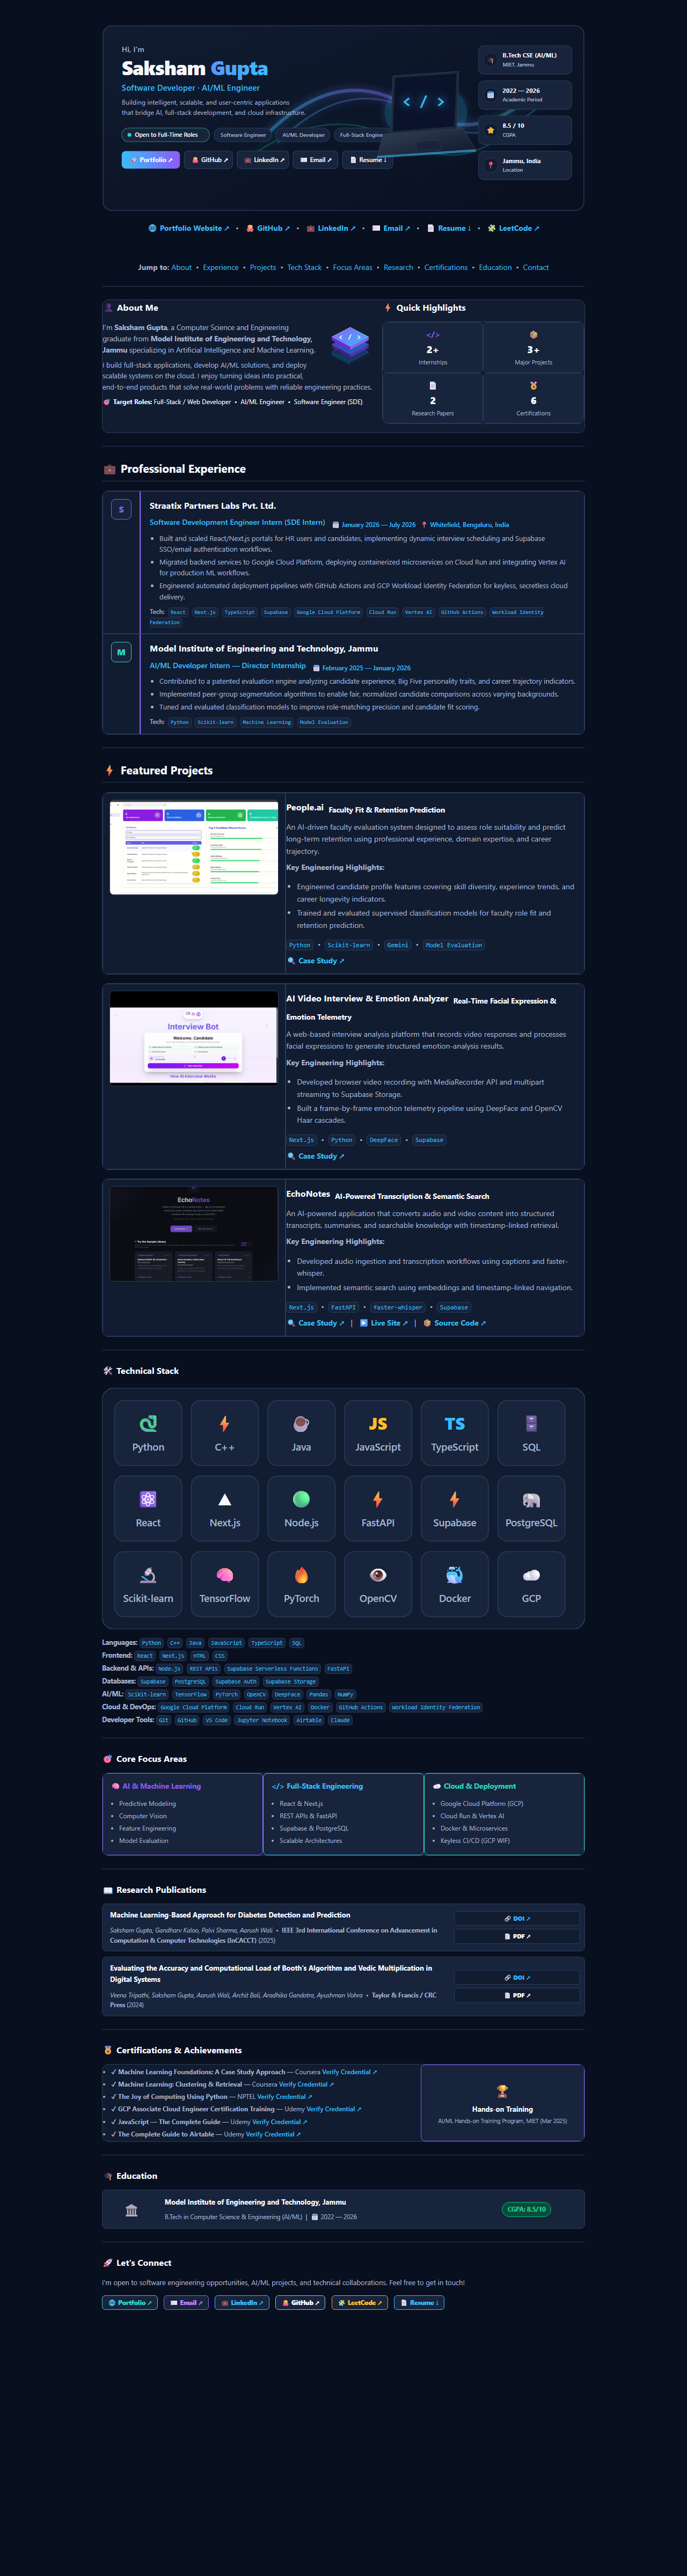 Hi, I'm
Saksham Gupta
Software Developer · AI/ML Engineer
Building intelligent, scalable, and user-centric applications
that bridge AI, full-stack development, and cloud infrastructure.
Open to Full-Time Roles Software Engineer AI/ML Developer Full-Stack Engine
Portfolio ↗ GitHub ↗ LinkedIn ↗ Email ↗ Resume ↓
</>
B.Tech CSE (AI/ML)
MIET, Jammu
2022 — 2026
Academic Period
8.5 / 10
CGPA
Jammu, India
Location
Portfolio Website ↗ • GitHub ↗ • LinkedIn ↗ • Email ↗ • Resume ↓ • LeetCode ↗
Jump to: About • Experience • Projects • Tech Stack • Focus Areas • Research • Certifications • Education • Contact
About Me
I'm Saksham Gupta, a Computer Science and Engineering
graduate from Model Institute of Engineering and Technology,
Jammu specializing in Artificial Intelligence and Machine Learning.
I build full-stack applications, develop AI/ML solutions, and deploy
scalable systems on the cloud. I enjoy turning ideas into practical,
end-to-end products that solve real-world problems with reliable engineering practices.
Target Roles: Full-Stack / Web Developer • AI/ML Engineer • Software Engineer (SDE)
</>
Quick Highlights
</>
2+
Internships
3+
Major Projects
2
Research Papers
6
Certifications
Professional Experience
S
Straatix Partners Labs Pvt. Ltd.
Software Development Engineer Intern (SDE Intern) January 2026 — July 2026 Whitefield, Bengaluru, India
• Built and scaled React/Next.js portals for HR users and candidates, implementing dynamic interview scheduling and Supabase
SSO/email authentication workflows.
• Migrated backend services to Google Cloud Platform, deploying containerized microservices on Cloud Run and integrating Vertex AI
for production ML workflows.
• Engineered automated deployment pipelines with GitHub Actions and GCP Workload Identity Federation for keyless, secretless cloud
delivery.
Tech: React Next.js TypeScript Supabase Google Cloud Platform Cloud Run Vertex AI GitHub Actions Workload Identity
Federation
M
Model Institute of Engineering and Technology, Jammu
AI/ML Developer Intern — Director Internship February 2025 — January 2026
• Contributed to a patented evaluation engine analyzing candidate experience, Big Five personality traits, and career trajectory indicators.
• Implemented peer-group segmentation algorithms to enable fair, normalized candidate comparisons across varying backgrounds.
• Tuned and evaluated classification models to improve role-matching precision and candidate fit scoring.
Tech: Python Scikit-learn Machine Learning Model Evaluation
Featured Projects
People.ai Faculty Fit & Retention Prediction
An AI-driven faculty evaluation system designed to assess role suitability and predict
long-term retention using professional experience, domain expertise, and career
trajectory.
Key Engineering Highlights:
• Engineered candidate profile features covering skill diversity, experience trends, and
career longevity indicators.
• Trained and evaluated supervised classification models for faculty role fit and
retention prediction.
Python • Scikit-learn • Gemini • Model Evaluation
Case Study ↗
Interview Bot
Welcome, Candidate
How AI Interview Works
AI Video Interview & Emotion Analyzer Real-Time Facial Expression &
Emotion Telemetry
A web-based interview analysis platform that records video responses and processes
facial expressions to generate structured emotion-analysis results.
Key Engineering Highlights:
• Developed browser video recording with MediaRecorder API and multipart
streaming to Supabase Storage.
• Built a frame-by-frame emotion telemetry pipeline using DeepFace and OpenCV
Haar cascades.
Next.js • Python • DeepFace • Supabase
Case Study ↗
EchoNotes
EchoNotes AI-Powered Transcription & Semantic Search
An AI-powered application that converts audio and video content into structured
transcripts, summaries, and searchable knowledge with timestamp-linked retrieval.
Key Engineering Highlights:
• Developed audio ingestion and transcription workflows using captions and faster-
whisper.
• Implemented semantic search using embeddings and timestamp-linked navigation.
Next.js • FastAPI • faster-whisper • Supabase
Case Study ↗ | Live Site ↗ | Source Code ↗
Technical Stack
Python C++ Java JS JavaScript TS TypeScript SQL
React Next.js Node.js FastAPI Supabase PostgreSQL
Scikit-learn TensorFlow PyTorch OpenCV Docker GCP
Languages: Python C++ Java JavaScript TypeScript SQL
Frontend: React Next.js HTML CSS
Backend & APIs: Node.js REST APIs Supabase Serverless Functions FastAPI
Databases: Supabase PostgreSQL Supabase Auth Supabase Storage
AI/ML: Scikit-learn TensorFlow PyTorch OpenCV DeepFace Pandas NumPy
Cloud & DevOps: Google Cloud Platform Cloud Run Vertex AI Docker GitHub Actions Workload Identity Federation
Developer Tools: Git GitHub VS Code Jupyter Notebook Airtable Claude
Core Focus Areas
AI & Machine Learning
• Predictive Modeling
• Computer Vision
• Feature Engineering
• Model Evaluation
</> Full-Stack Engineering
• React & Next.js
• REST APIs & FastAPI
• Supabase & PostgreSQL
• Scalable Architectures
Cloud & Deployment
• Google Cloud Platform (GCP)
• Cloud Run & Vertex AI
• Docker & Microservices
• Keyless CI/CD (GCP WIF)
Research Publications
Machine Learning-Based Approach for Diabetes Detection and Prediction
Saksham Gupta, Gandharv Kaloo, Palvi Sharma, Aarush Wali • IEEE 3rd International Conference on Advancement in
Computation & Computer Technologies (InCACCT) (2025)
DOI ↗
PDF ↗
Evaluating the Accuracy and Computational Load of Booth's Algorithm and Vedic Multiplication in
Digital Systems
Veena Tripathi, Saksham Gupta, Aarush Wali, Archit Bali, Aradhika Gandotra, Ayushman Vohra • Taylor & Francis / CRC
Press (2024)
DOI ↗
PDF ↗
Certifications & Achievements
• ✓ Machine Learning Foundations: A Case Study Approach — Coursera Verify Credential ↗
• ✓ Machine Learning: Clustering & Retrieval — Coursera Verify Credential ↗
• ✓ The Joy of Computing Using Python — NPTEL Verify Credential ↗
• ✓ GCP Associate Cloud Engineer Certification Training — Udemy Verify Credential ↗
• ✓ JavaScript — The Complete Guide — Udemy Verify Credential ↗
• ✓ The Complete Guide to Airtable — Udemy Verify Credential ↗
Hands-on Training
AI/ML Hands-on Training Program, MIET (Mar 2025)
Education
Model Institute of Engineering and Technology, Jammu
B.Tech in Computer Science & Engineering (AI/ML) | 2022 — 2026
CGPA: 8.5/10
Let's Connect
I'm open to software engineering opportunities, AI/ML projects, and technical collaborations. Feel free to get in touch!
Portfolio ↗ Email ↗ LinkedIn ↗ GitHub ↗ LeetCode ↗ Resume ↓